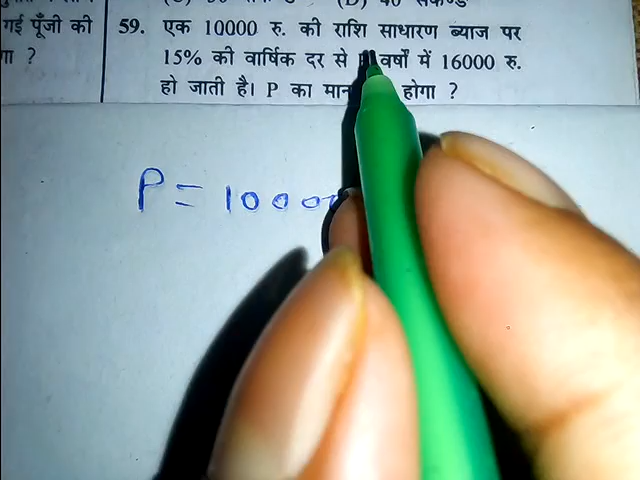 गई पूँजी की
59. एक 10000 रु. की राशि साधारण ब्याज पर
15% की वार्षिक दर से वर्षों में 16000 रु.
हो जाती है। P का मान होगा ?
P = 1000